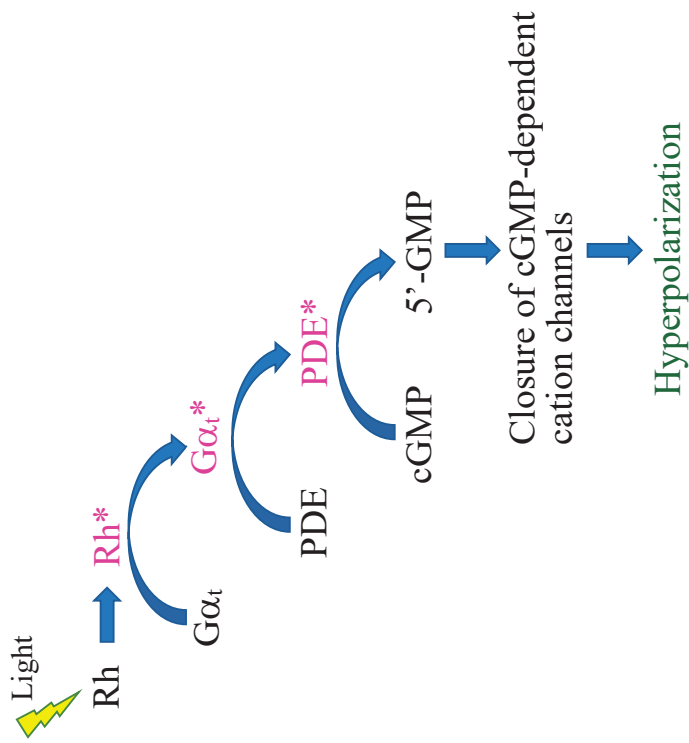 Light
Rh
Rh*
Gαt
Gαt*
PDE
PDE*
cGMP
5’-GMP
Closure of cGMP-dependent
cation channels
Hyperpolarization